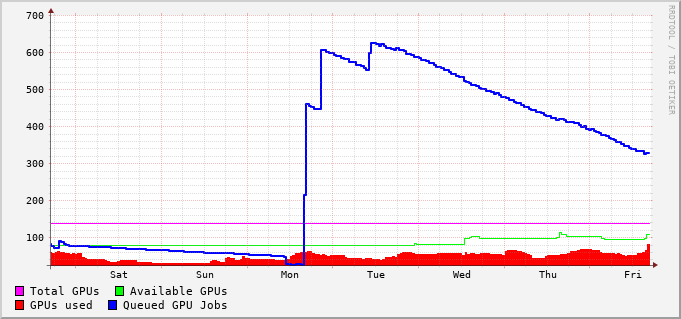 700
600
500
400
300
200
100
Sat Sun Mon Tue Wed Thu Fri
Total GPUs Available GPUs
GPUs used Queued GPU Jobs
RRDTOOL / TOBI OETIKER